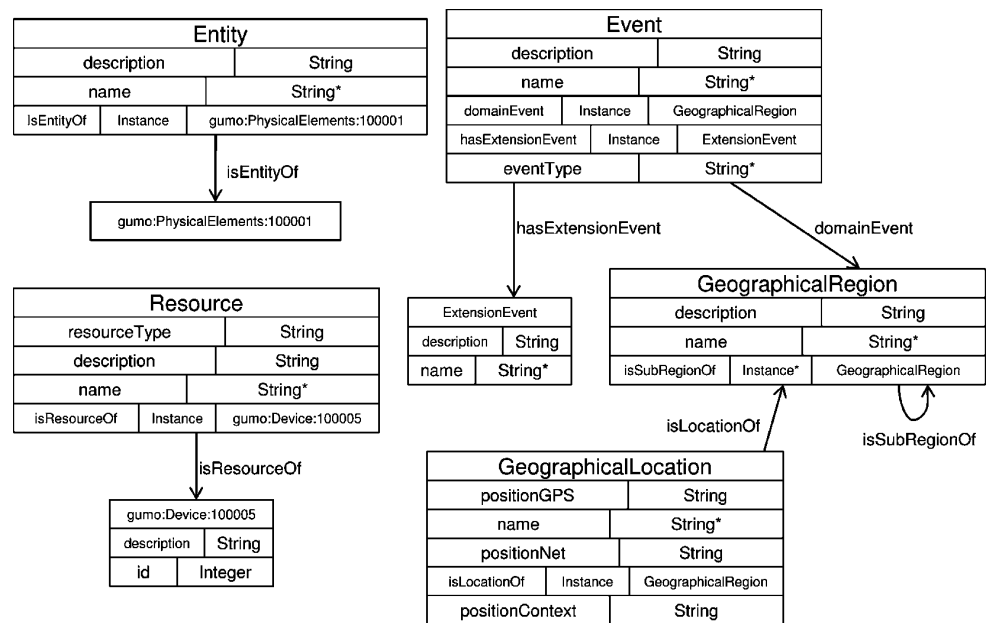 Entity
description String
name String*
IsEntityOf Instance gumo:PhysicalElements:100001
isEntityOf
gumo:PhysicalElements:100001
Event
description String
name String*
domainEvent Instance GeographicalRegion
hasExtensionEvent Instance ExtensionEvent
eventType String*
hasExtensionEvent
domainEvent
Resource
resourceType String
description String
name String*
isResourceOf Instance gumo:Device:100005
isResourceOf
gumo:Device:100005
description String
id Integer
ExtensionEvent
description String
name String*
GeographicalRegion
description String
name String*
isSubRegionOf Instance* GeographicalRegion
isSubRegionOf
isLocationOf
GeographicalLocation
positionGPS String
name String*
positionNet String
isLocationOf Instance GeographicalRegion
positionContext String